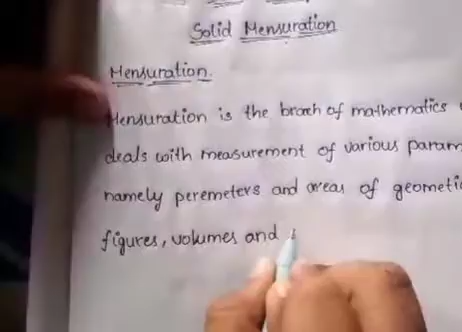 Solid Mensuration
Mensuration.
Mensuration is the brach of mathematics
deals with measurement of various param
namely peremeters and areas of geometi
figures, volumes and